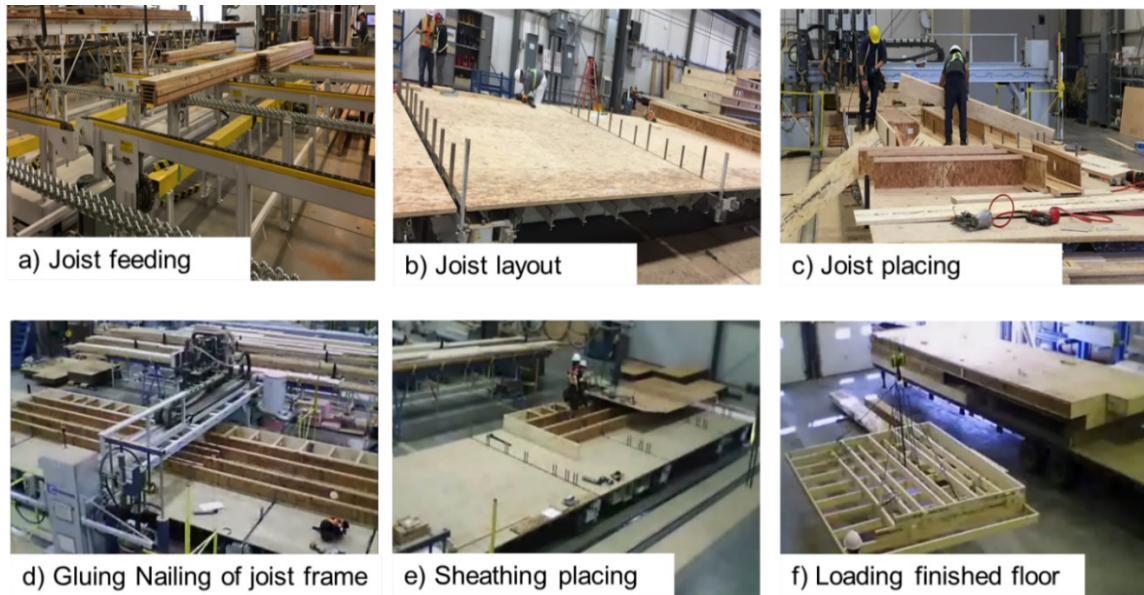 a) Joist feeding
b) Joist layout
c) Joist placing
d) Gluing Nailing of joist frame
e) Sheathing placing
f) Loading finished floor